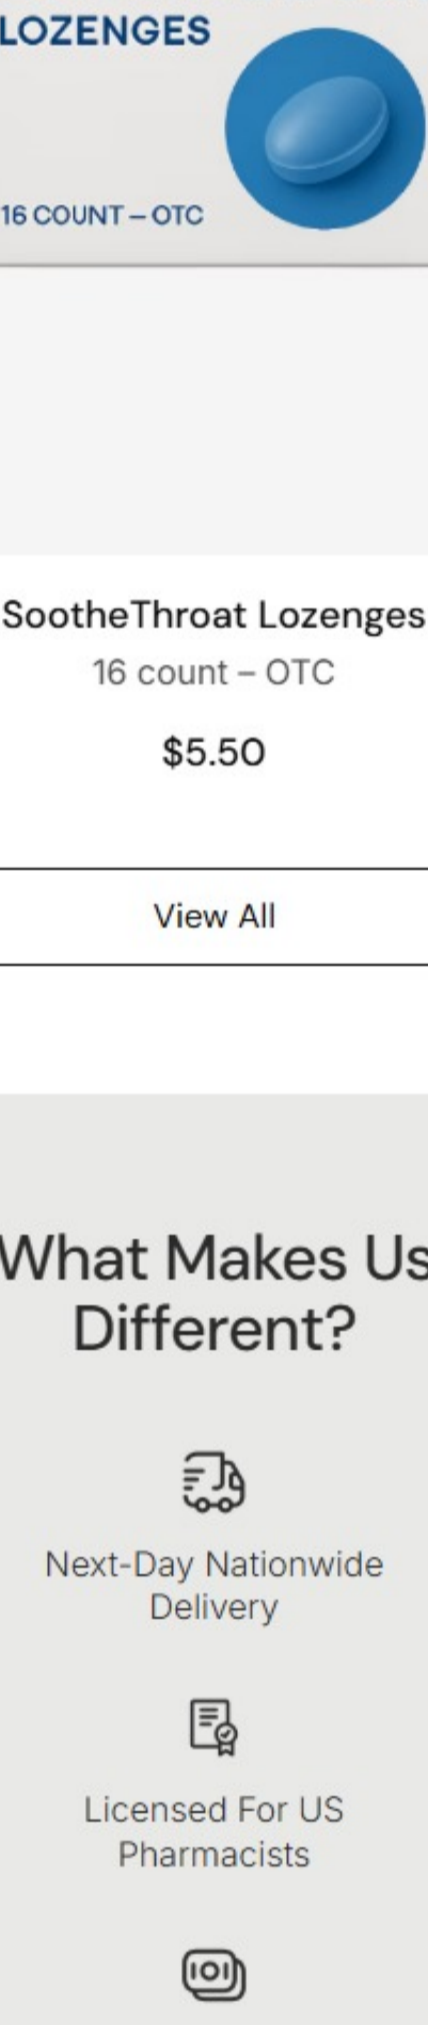 LOZENGES
16 COUNT – OTC
SootheThroat Lozenges
16 count – OTC
$5.50
View All
What Makes Us
Different?
Next-Day Nationwide
Delivery
Licensed For US
Pharmacists